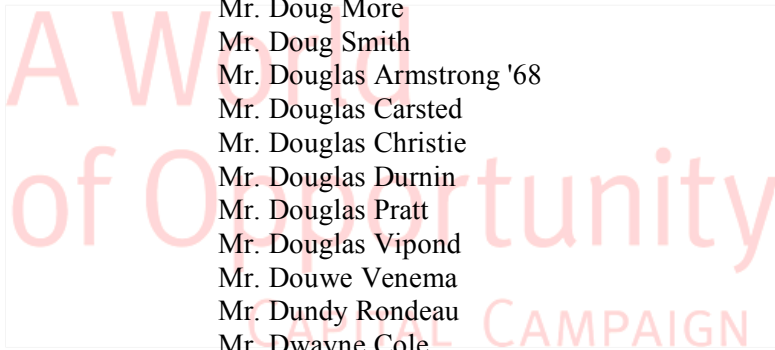 Mr. Doug More
Mr. Doug Smith
Mr. Douglas Armstrong '68
Mr. Douglas Carsted
Mr. Douglas Christie
Mr. Douglas Durnin
Mr. Douglas Pratt
Mr. Douglas Vipond
Mr. Douwe Venema
Mr. Dundy Rondeau
Mr. Dwayne Cole
A World
of Opportunity
CAPITAL CAMPAIGN